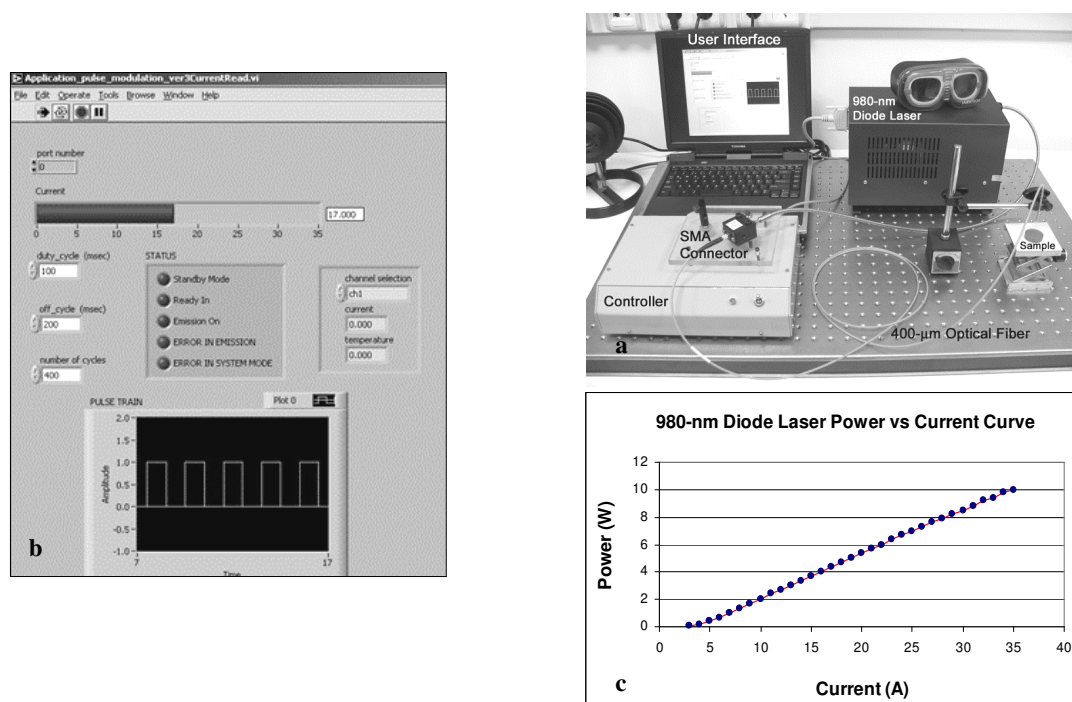 Application_pulse_modulation_ver3CurrentRead.vi
File Edit Operate Tools Browse Window Help
port number
0
Current
17.000
0 5 10 15 20 25 30 35
duty_cycle (msec)
100
off_cycle (msec)
200
number of cycles
400
STATUS
Standby Mode
Ready In
Emission On
ERROR IN EMISSION
ERROR IN SYSTEM MODE
channel selection
ch1
current
0.000
temperature
0.000
PULSE TRAIN
Plot 0
2.0
1.5
1.0
0.5
0.0
-0.5
-1.0
Amplitude
7 17
Time
b
User Interface
980-nm
Diode Laser
TOSHIBA
SMA
Connector
Sample
Controller
400-μm Optical Fiber
a
980-nm Diode Laser Power vs Current Curve
12
10
8
6
4
2
0
Power (W)
0 5 10 15 20 25 30 35 40
Current (A)
c